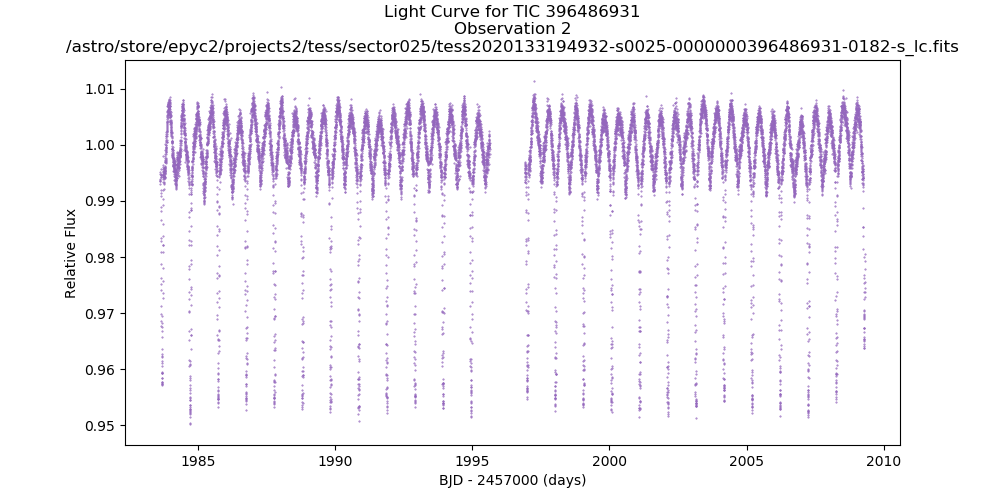 Light Curve for TIC 396486931
Observation 2
/astro/store/epyc2/projects2/tess/sector025/tess2020133194932-s0025-0000000396486931-0182-s_lc.fits
1.01
1.00
0.99
0.98
0.97
0.96
0.95
Relative Flux
1985
1990
1995
2000
2005
2010
BJD - 2457000 (days)